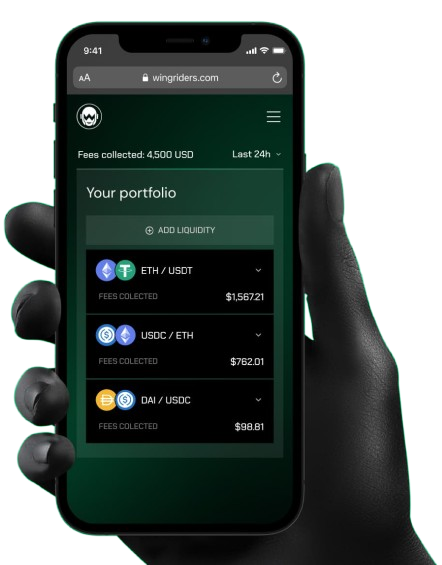 9:41
AA wingriders.com
Fees collected: 4,500 USD Last 24h
Your portfolio
ADD LIQUIDITY
ETH / USDT
FEES COLECTED $1,567.21
USDC / ETH
FEES COLECTED $762.01
DAI / USDC
FEES COLECTED $98.81